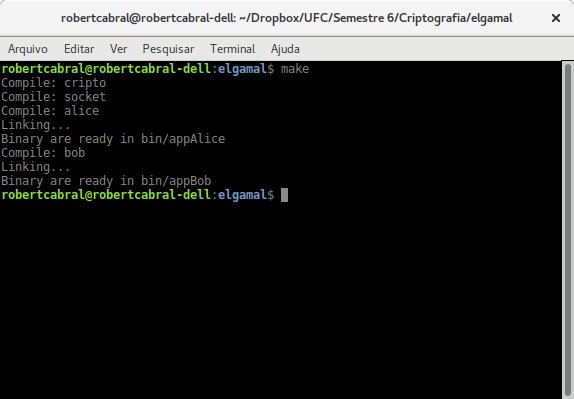 robertcabral@robertcabral-dell: ~/Dropbox/UFC/Semestre 6/Criptografia/elgamal
Arquivo Editar Ver Pesquisar Terminal Ajuda
robertcabral@robertcabral-dell:elgamal$ make
Compile: cripto
Compile: socket
Compile: alice
Linking...
Binary are ready in bin/appAlice
Compile: bob
Linking...
Binary are ready in bin/appBob
robertcabral@robertcabral-dell:elgamal$